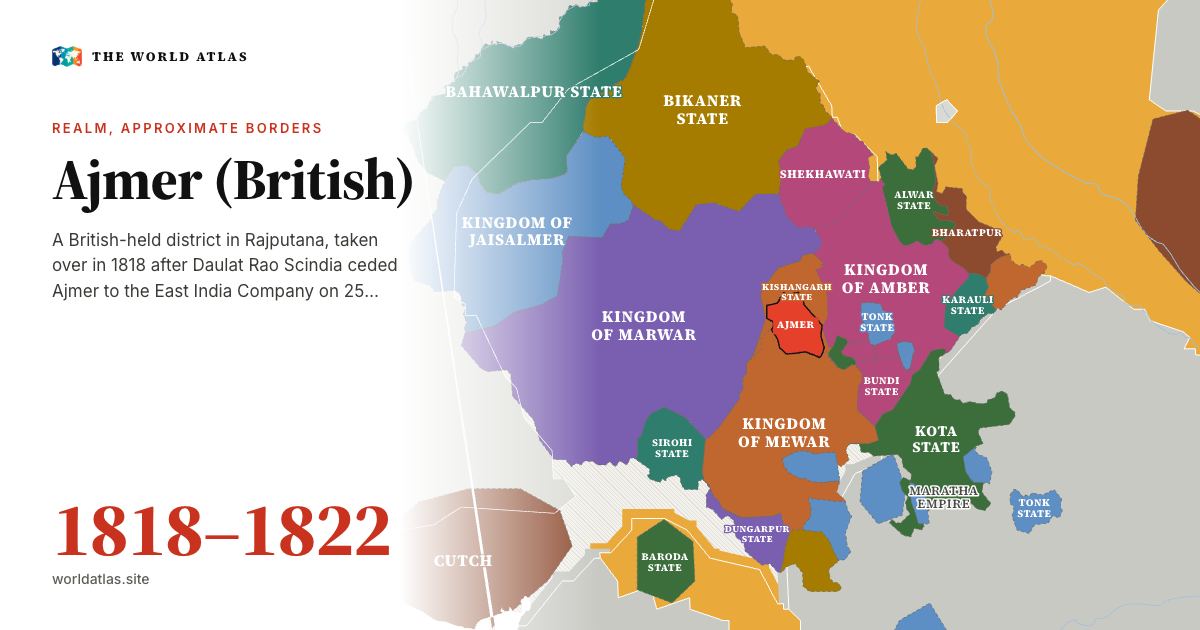 THE WORLD ATLAS
REALM, APPROXIMATE BORDERS
Ajmer (British)
A British-held district in Rajputana, taken
over in 1818 after Daulat Rao Scindia ceded
Ajmer to the East India Company on 25...
1818–1822
worldatlas.site
BAHAWALPUR STATE
BIKANER
STATE
SHEKHAWATI
ALWAR
STATE
BHARATPUR
KINGDOM OF
JAISALMER
KINGDOM
OF AMBER
KISHANGARH
STATE
KARAULI
STATE
KINGDOM
OF MARWAR
AJMER
TONK
STATE
BUNDI
STATE
KINGDOM
OF MEWAR
KOTA
STATE
SIROHI
STATE
MARATHA
EMPIRE
TONK
STATE
DUNGARPUR
STATE
BARODA
STATE
CUTCH